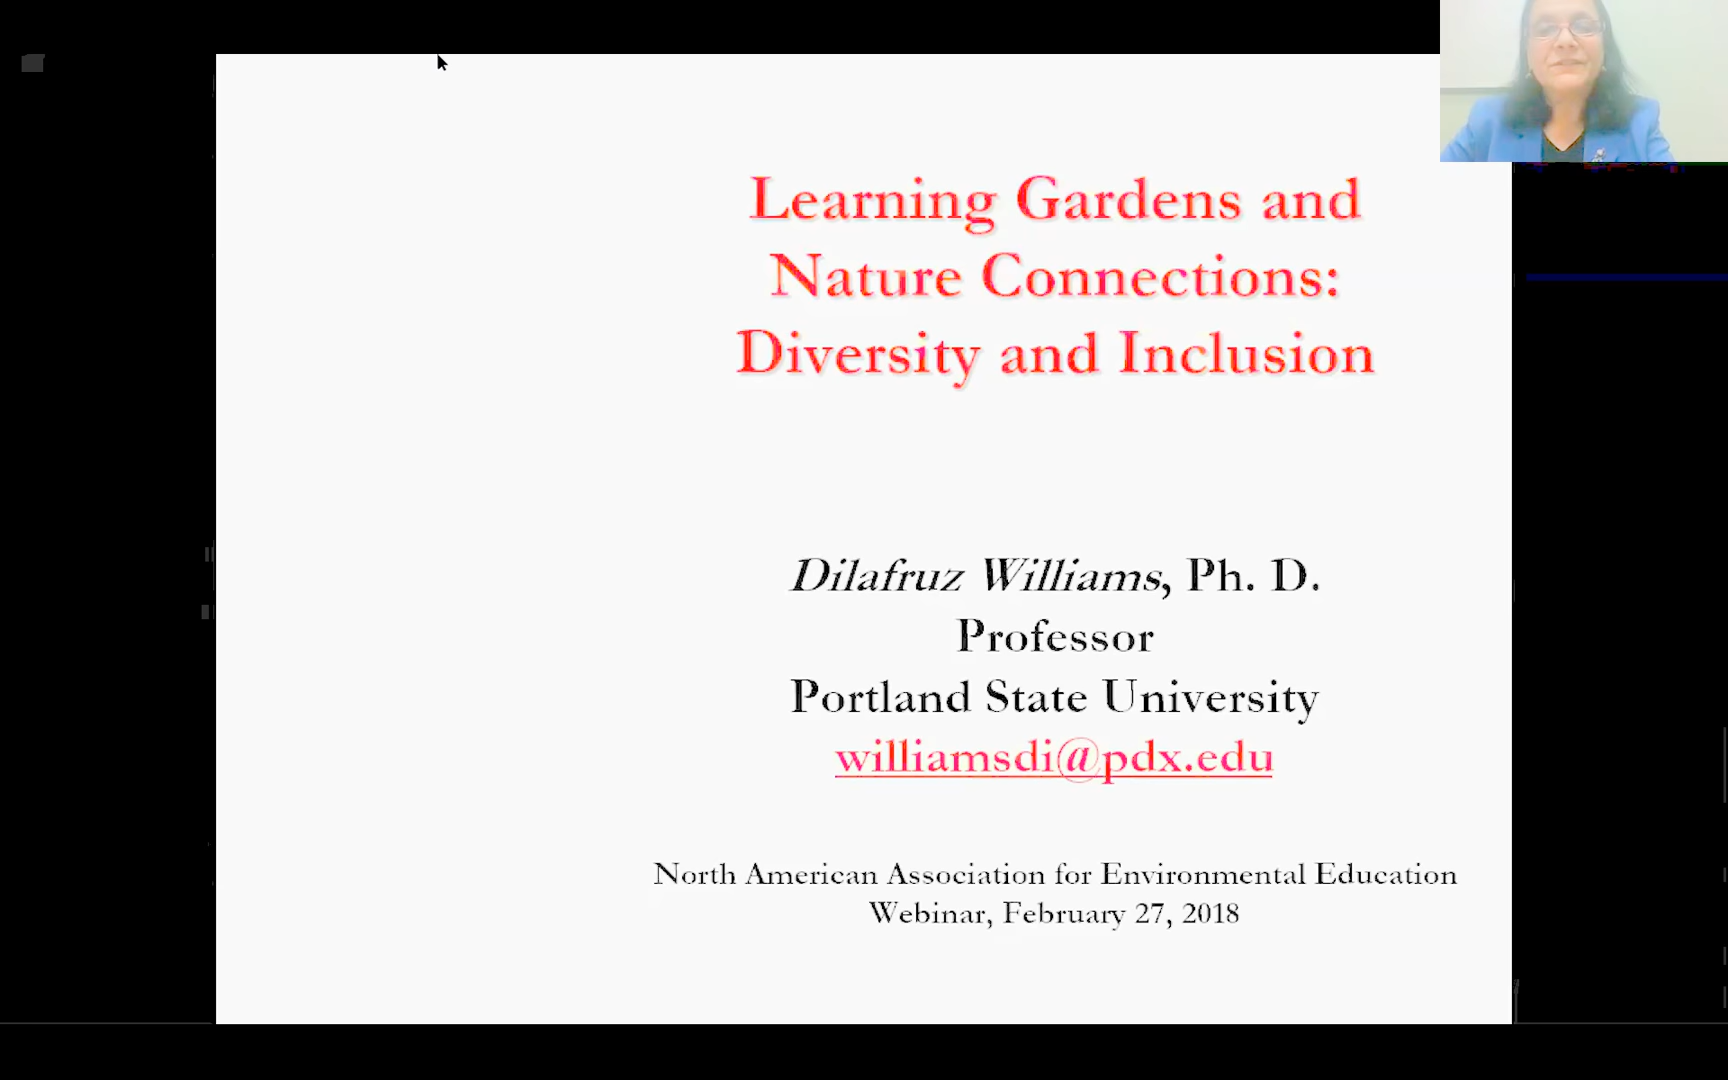 Learning Gardens and
Nature Connections:
Diversity and Inclusion
Dilafruz Williams, Ph. D.
Professor
Portland State University
williamsdi@pdx.edu
North American Association for Environmental Education
Webinar, February 27, 2018